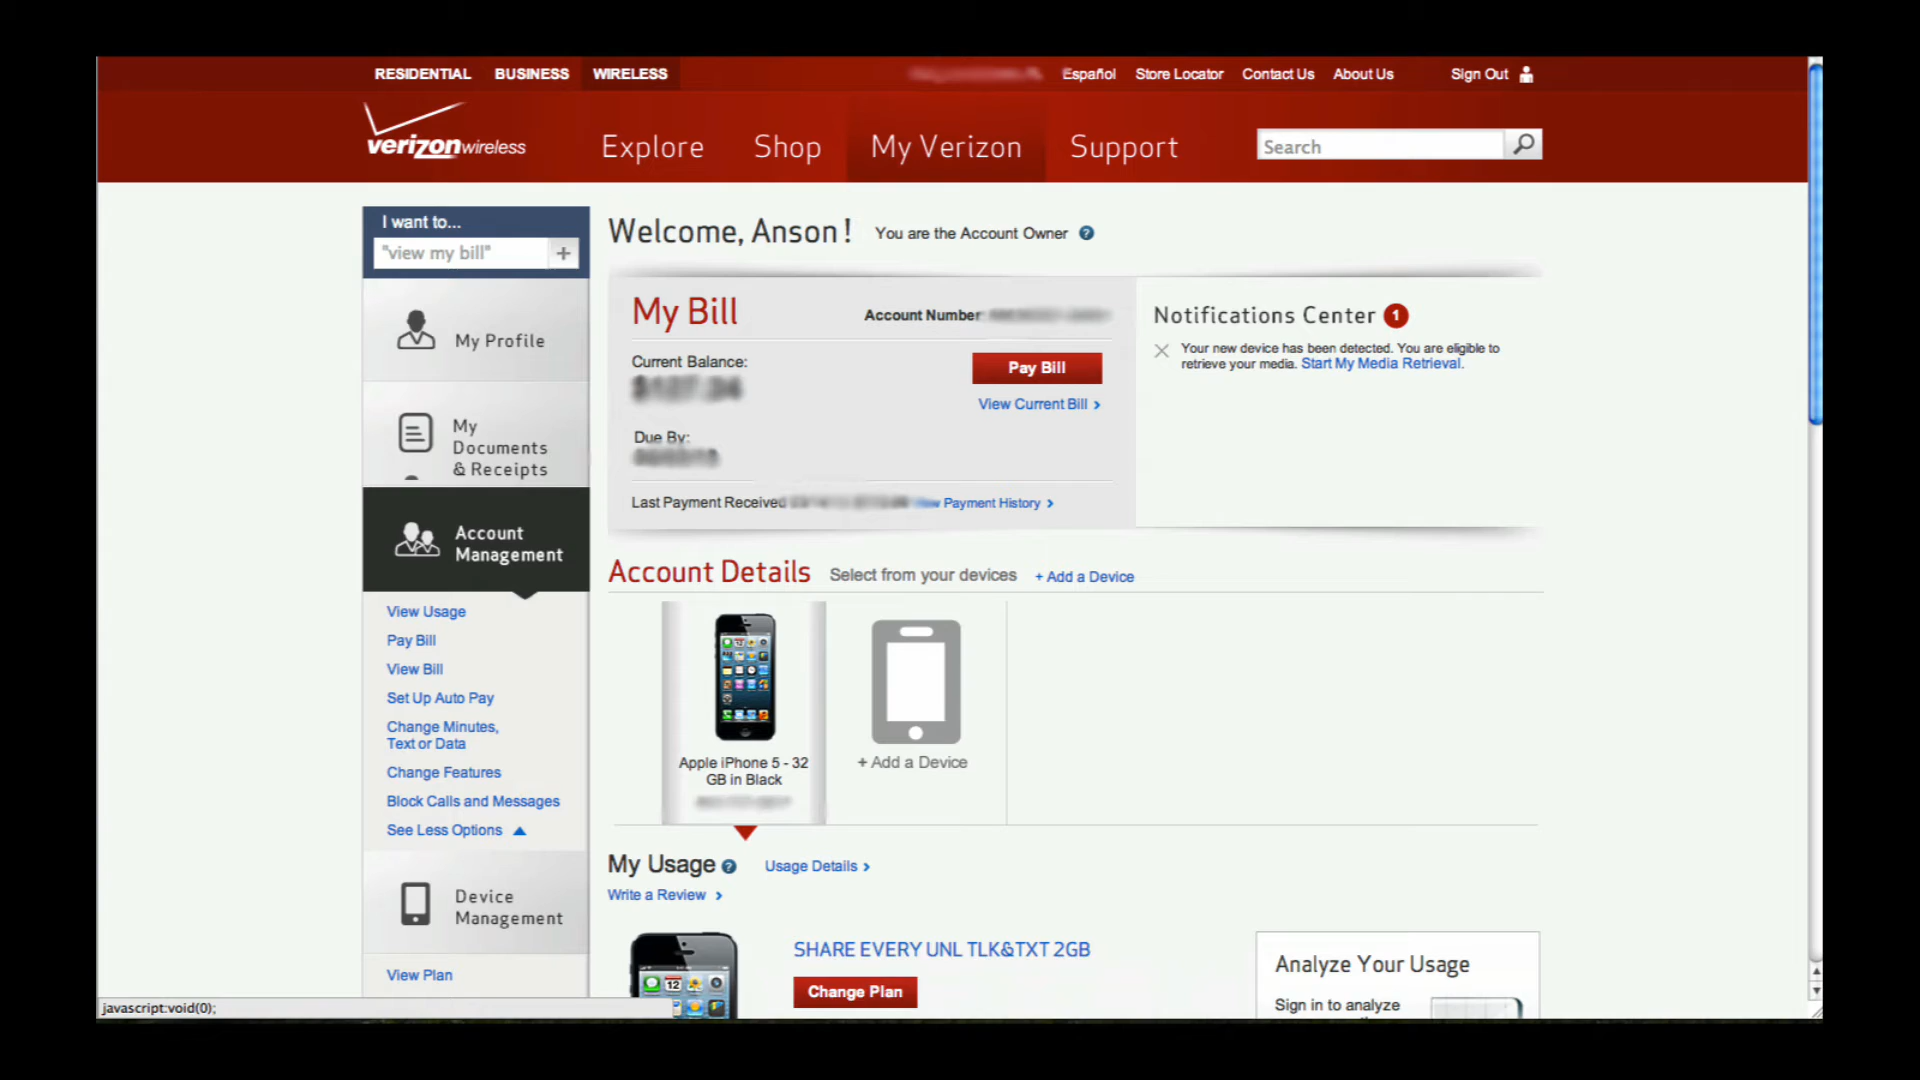 RESIDENTIAL BUSINESS WIRELESS Español Store Locator Contact Us About Us Sign Out
verizonwireless Explore Shop My Verizon Support Search
I want to...
"view my bill" +
My Profile
My
Documents
& Receipts
Account
Management
View Usage
Pay Bill
View Bill
Set Up Auto Pay
Change Minutes,
Text or Data
Change Features
Block Calls and Messages
See Less Options
Device
Management
View Plan
Welcome, Anson! You are the Account Owner ?
My Bill Account Number
Current Balance:
Pay Bill
View Current Bill >
Due By:
Last Payment Received Payment History >
Notifications Center 1
Your new device has been detected. You are eligible to
retrieve your media. Start My Media Retrieval.
Account Details Select from your devices + Add a Device
Apple iPhone 5 - 32
GB in Black
+ Add a Device
My Usage ? Usage Details >
Write a Review >
SHARE EVERY UNL TLK&TXT 2GB
Change Plan
Analyze Your Usage
Sign in to analyze
javascript:void(0);